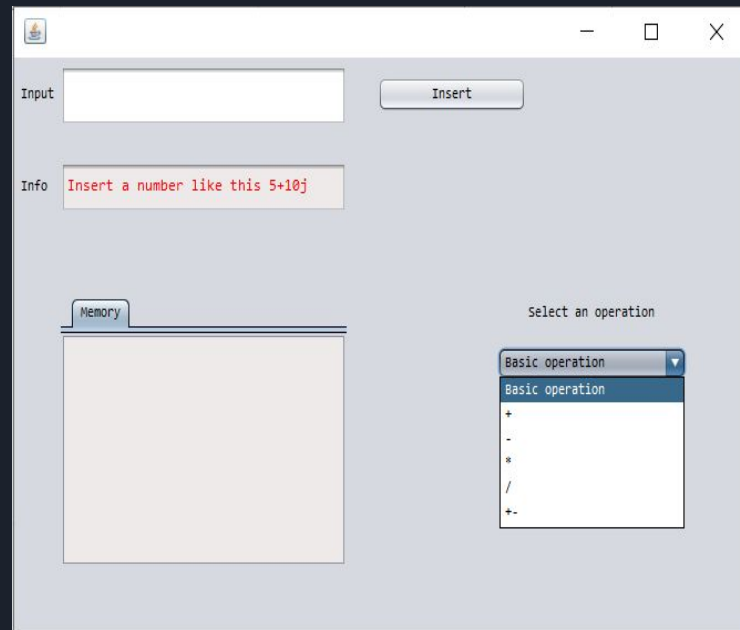 Input
Insert
Info
Insert a number like this 5+10j
Memory
Select an operation
Basic operation
Basic operation
+
-
*
/
+-